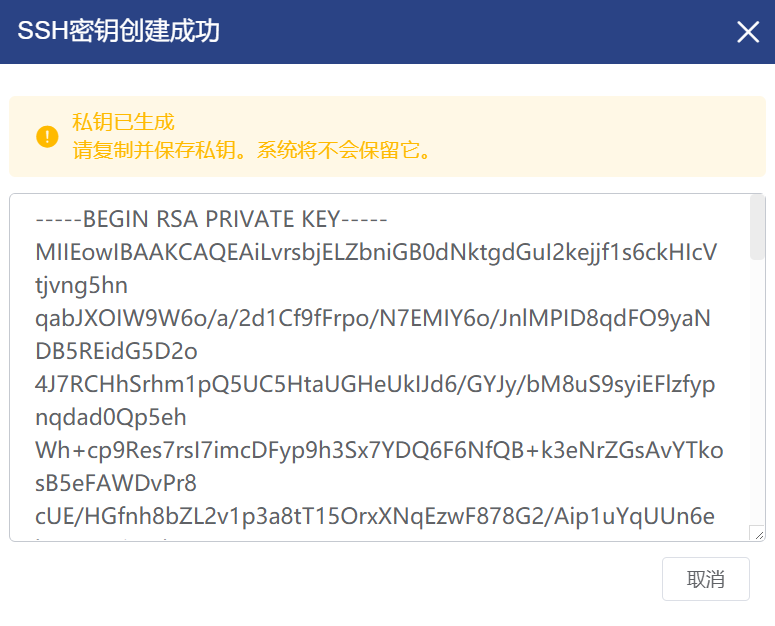 SSH密钥创建成功
私钥已生成
请复制并保存私钥。系统将不会保留它。
-----BEGIN RSA PRIVATE KEY-----
MIIEowIBAAKCAQEAiLvrsbjELZbniGB0dNktgdGuI2kejjf1s6ckHIcV
tjvng5hn
qabJXOIW9W6o/a/2d1Cf9fFrpo/N7EMIY6o/JnlMPID8qdFO9yaN
DB5REidG5D2o
4J7RCHhSrhm1pQ5UC5HtaUGHeUkIJd6/GYJy/bM8uS9syiEFlzfyp
nqdad0Qp5eh
Wh+cp9Res7rsI7imcDFyp9h3Sx7YDQ6F6NfQB+k3eNrZGsAvYTko
sB5eFAWDvPr8
cUE/HGfnh8bZL2v1p3a8tT15OrxXNqEzwF878G2/Aip1uYqUUn6e
取消